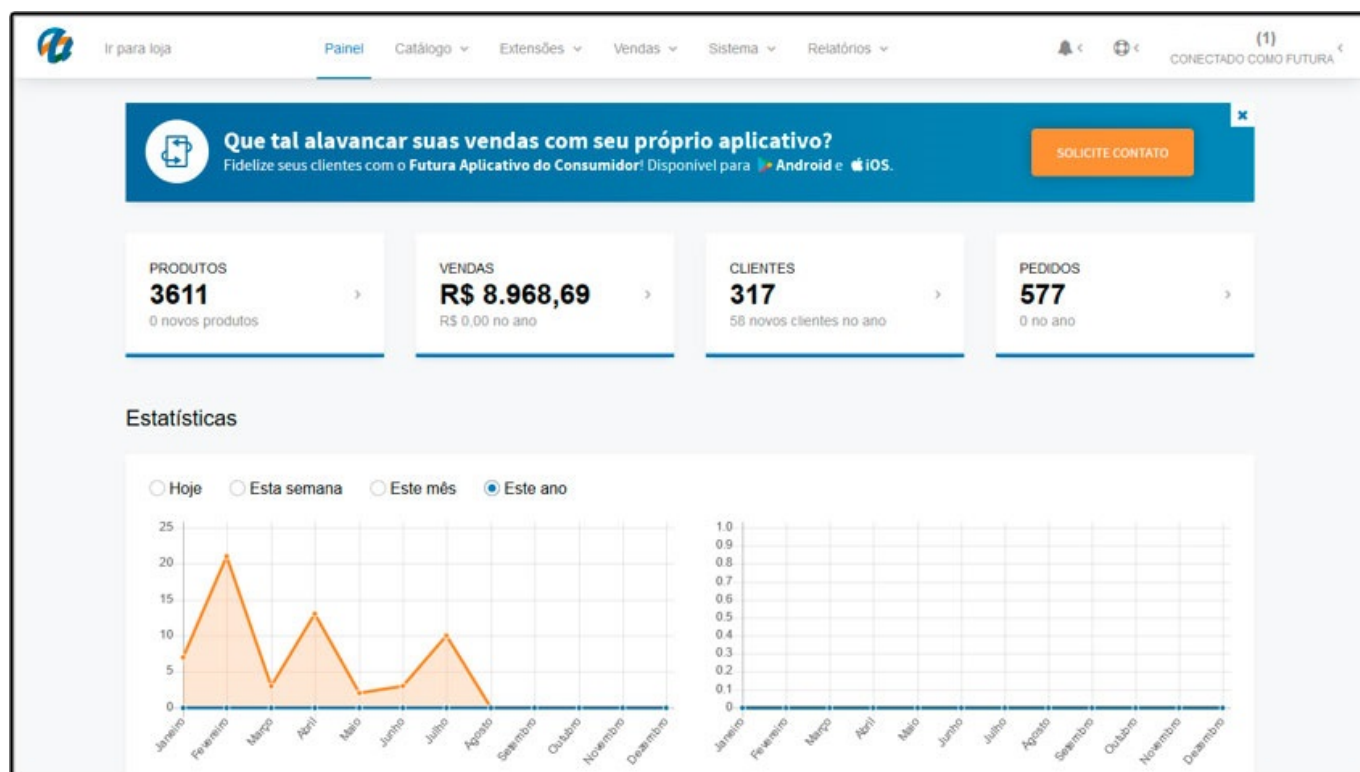 Ir para loja
Painel
Catálogo
Extensões
Vendas
Sistema
Relatórios
(1)
CONECTADO COMO FUTURA
Que tal alavancar suas vendas com seu próprio aplicativo?
Fidelize seus clientes com o Futura Aplicativo do Consumidor! Disponível para Android e iOS.
SOLICITE CONTATO
PRODUTOS
3611
0 novos produtos
VENDAS
R$ 8.968,69
R$ 0,00 no ano
CLIENTES
317
58 novos clientes no ano
PEDIDOS
577
0 no ano
Estatísticas
Hoje
Esta semana
Este mês
Este ano
25
20
15
10
5
0
Janeiro
Fevereiro
Março
Abril
Maio
Junho
Julho
Agosto
Setembro
Outubro
Novembro
Dezembro
1.0
0.9
0.8
0.7
0.6
0.5
0.4
0.3
0.2
0.1
0
Janeiro
Fevereiro
Março
Abril
Maio
Junho
Julho
Agosto
Setembro
Outubro
Novembro
Dezembro